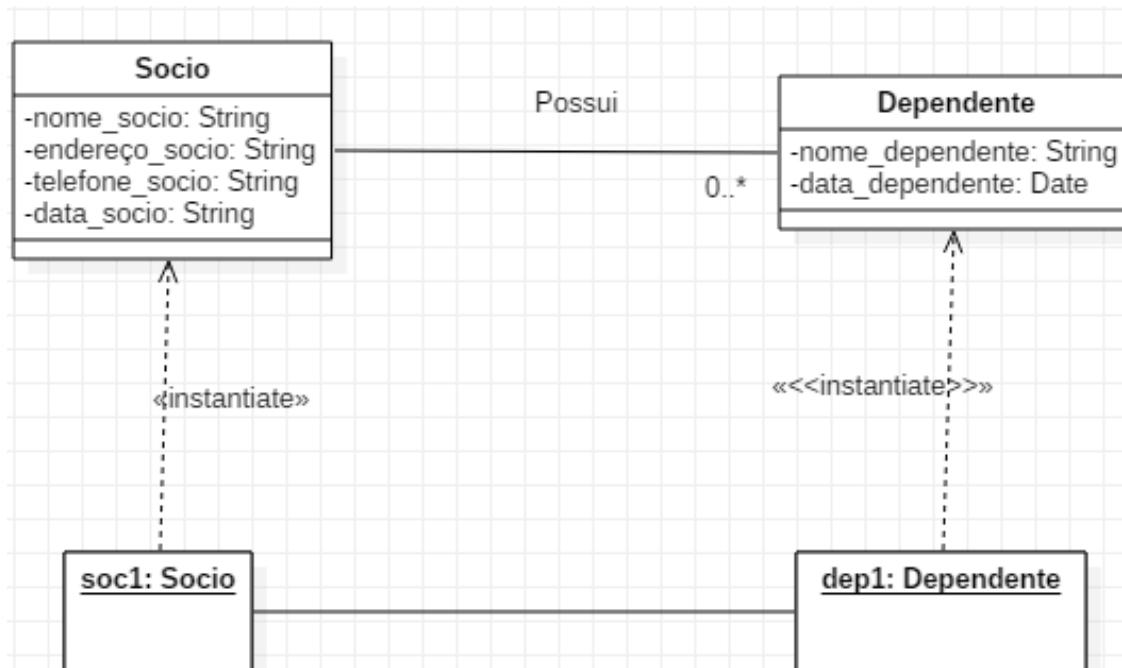 Socio
-nome_socio: String
-endereço_socio: String
-telefone_socio: String
-data_socio: String
Possui
0..*
Dependente
-nome_dependente: String
-data_dependente: Date
«instantiate»
«<<instantiate>>»
soc1: Socio
dep1: Dependente